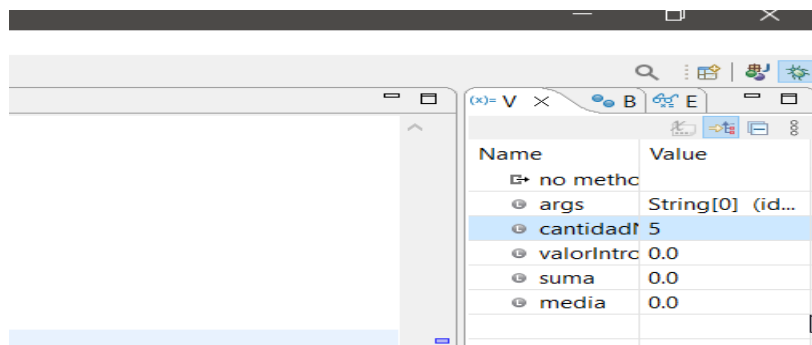 (x)= V B E
Name Value
no metho
args String[0] (id...
cantidadN 5
valorIntro 0.0
suma 0.0
media 0.0